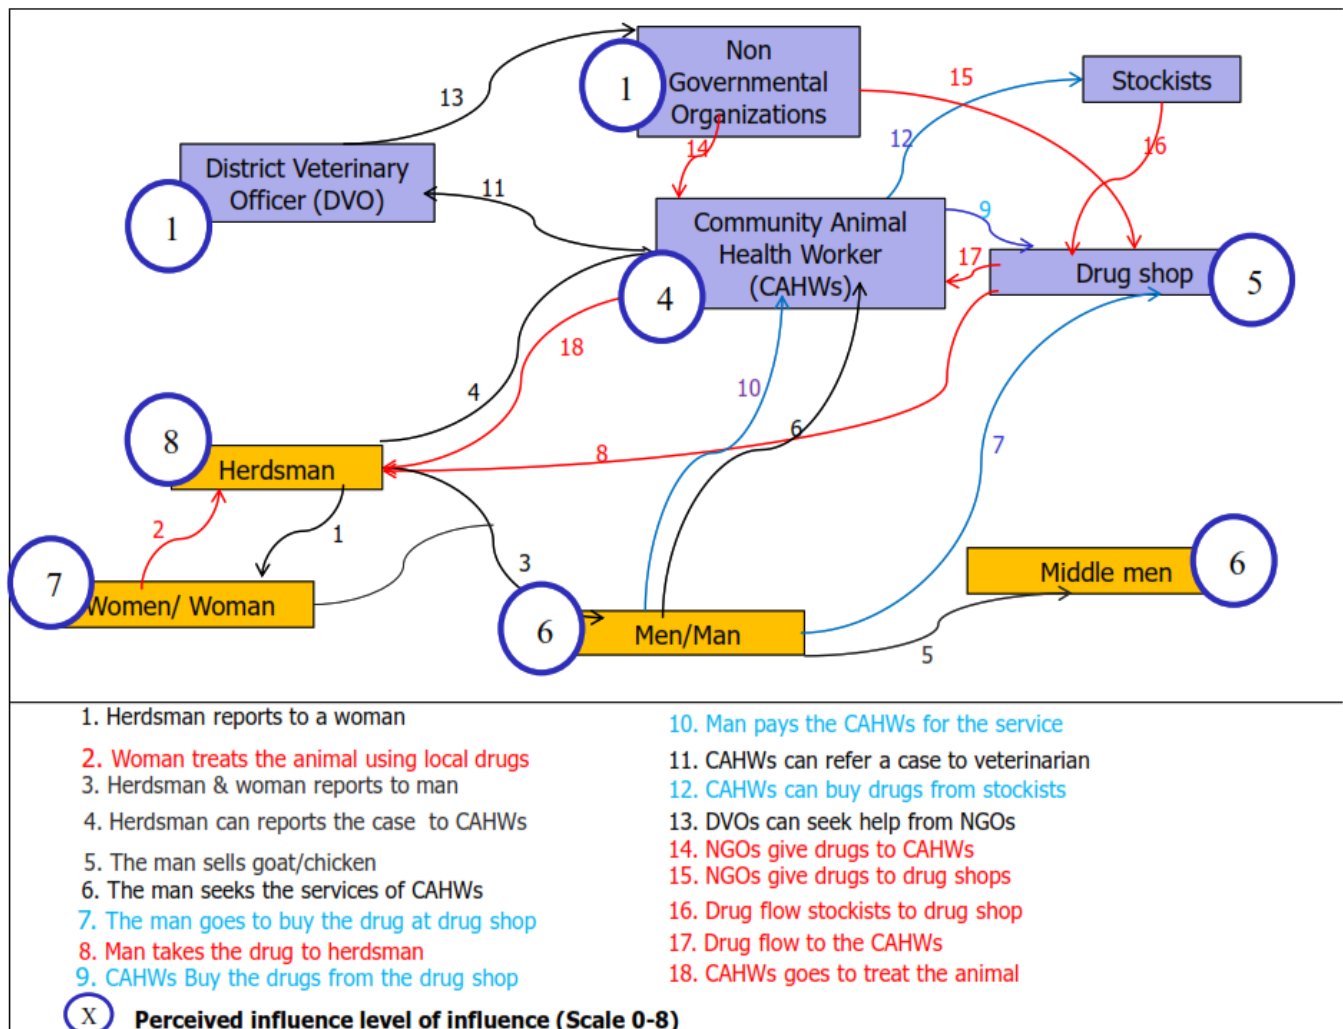 Non
Governmental
Organizations
1
15
Stockists
13
12
14
16
District Veterinary
Officer (DVO)
1
11
Community Animal
Health Worker
(CAHWs)
4
9
17
Drug shop
5
18
4
10
6
8
7
8
Herdsman
2
1
3
7
Women/ Woman
6
Men/Man
5
Middle men
6
1. Herdsman reports to a woman
2. Woman treats the animal using local drugs
3. Herdsman & woman reports to man
4. Herdsman can reports the case to CAHWs
5. The man sells goat/chicken
6. The man seeks the services of CAHWs
7. The man goes to buy the drug at drug shop
8. Man takes the drug to herdsman
9. CAHWs Buy the drugs from the drug shop
10. Man pays the CAHWs for the service
11. CAHWs can refer a case to veterinarian
12. CAHWs can buy drugs from stockists
13. DVOs can seek help from NGOs
14. NGOs give drugs to CAHWs
15. NGOs give drugs to drug shops
16. Drug flow stockists to drug shop
17. Drug flow to the CAHWs
18. CAHWs goes to treat the animal
X Perceived influence level of influence (Scale 0-8)